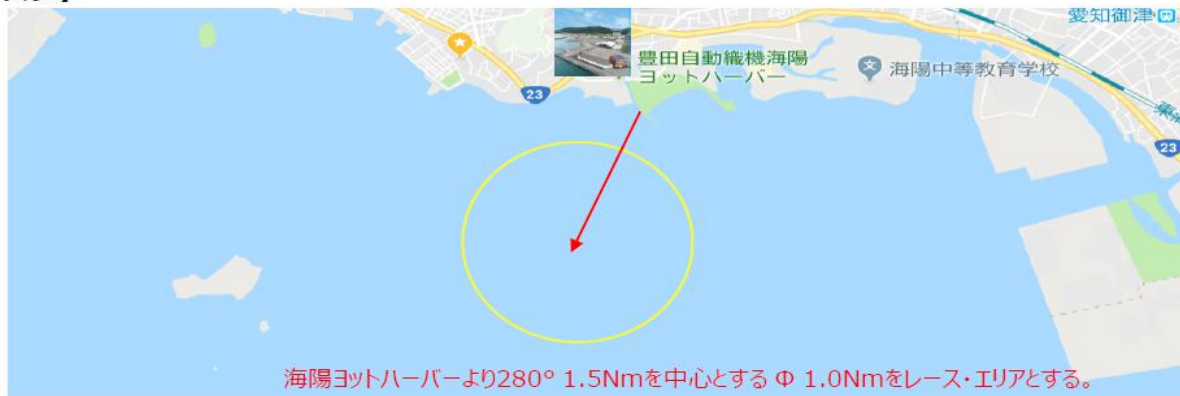 愛知御津
豊田自動織機海陽
ヨットハーバー
海陽中等教育学校
文
23
23
海陽ヨットハーバーより280° 1.5Nmを中心とする Φ 1.0Nmをレース・エリアとする。